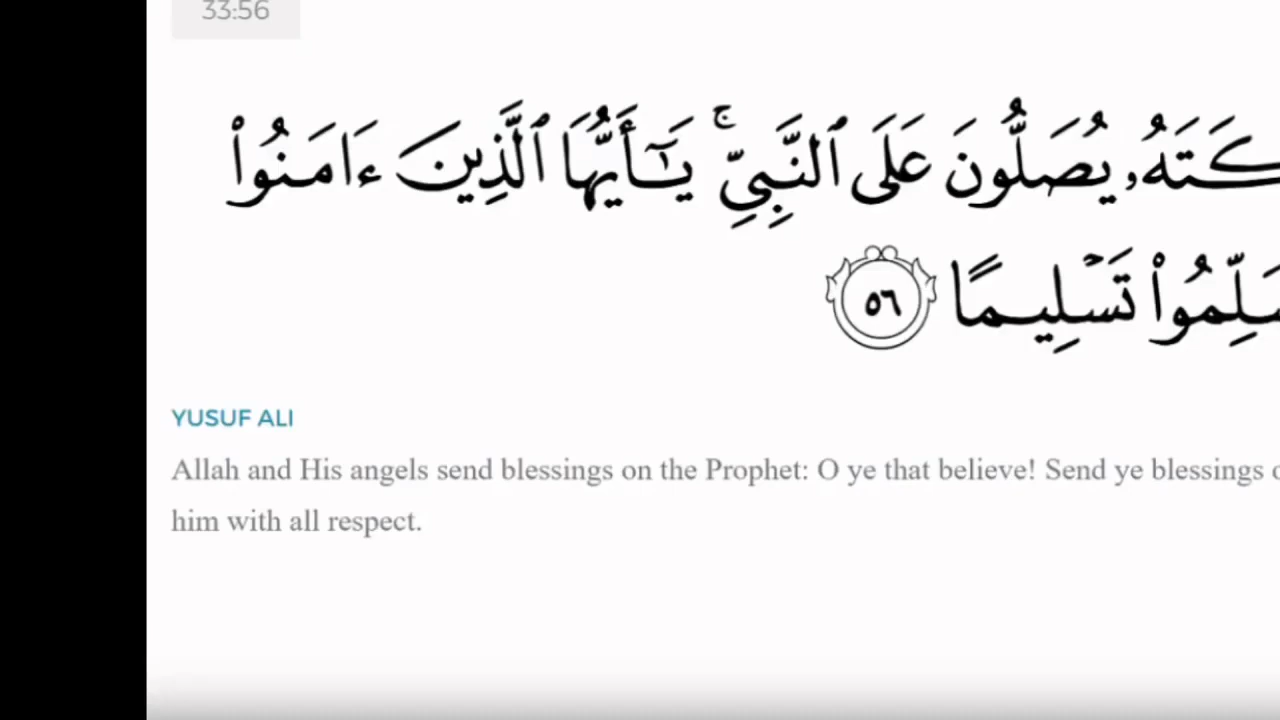 33:56
كَتَهُۥ يُصَلُّونَ عَلَى ٱلنَّبِىِّ ۚ يَـٰٓأَيُّهَا ٱلَّذِينَ ءَامَنُوا۟
سَلِّمُوا۟ تَسْلِيمًا ٥٦
YUSUF ALI
Allah and His angels send blessings on the Prophet: O ye that believe! Send ye blessings
him with all respect.